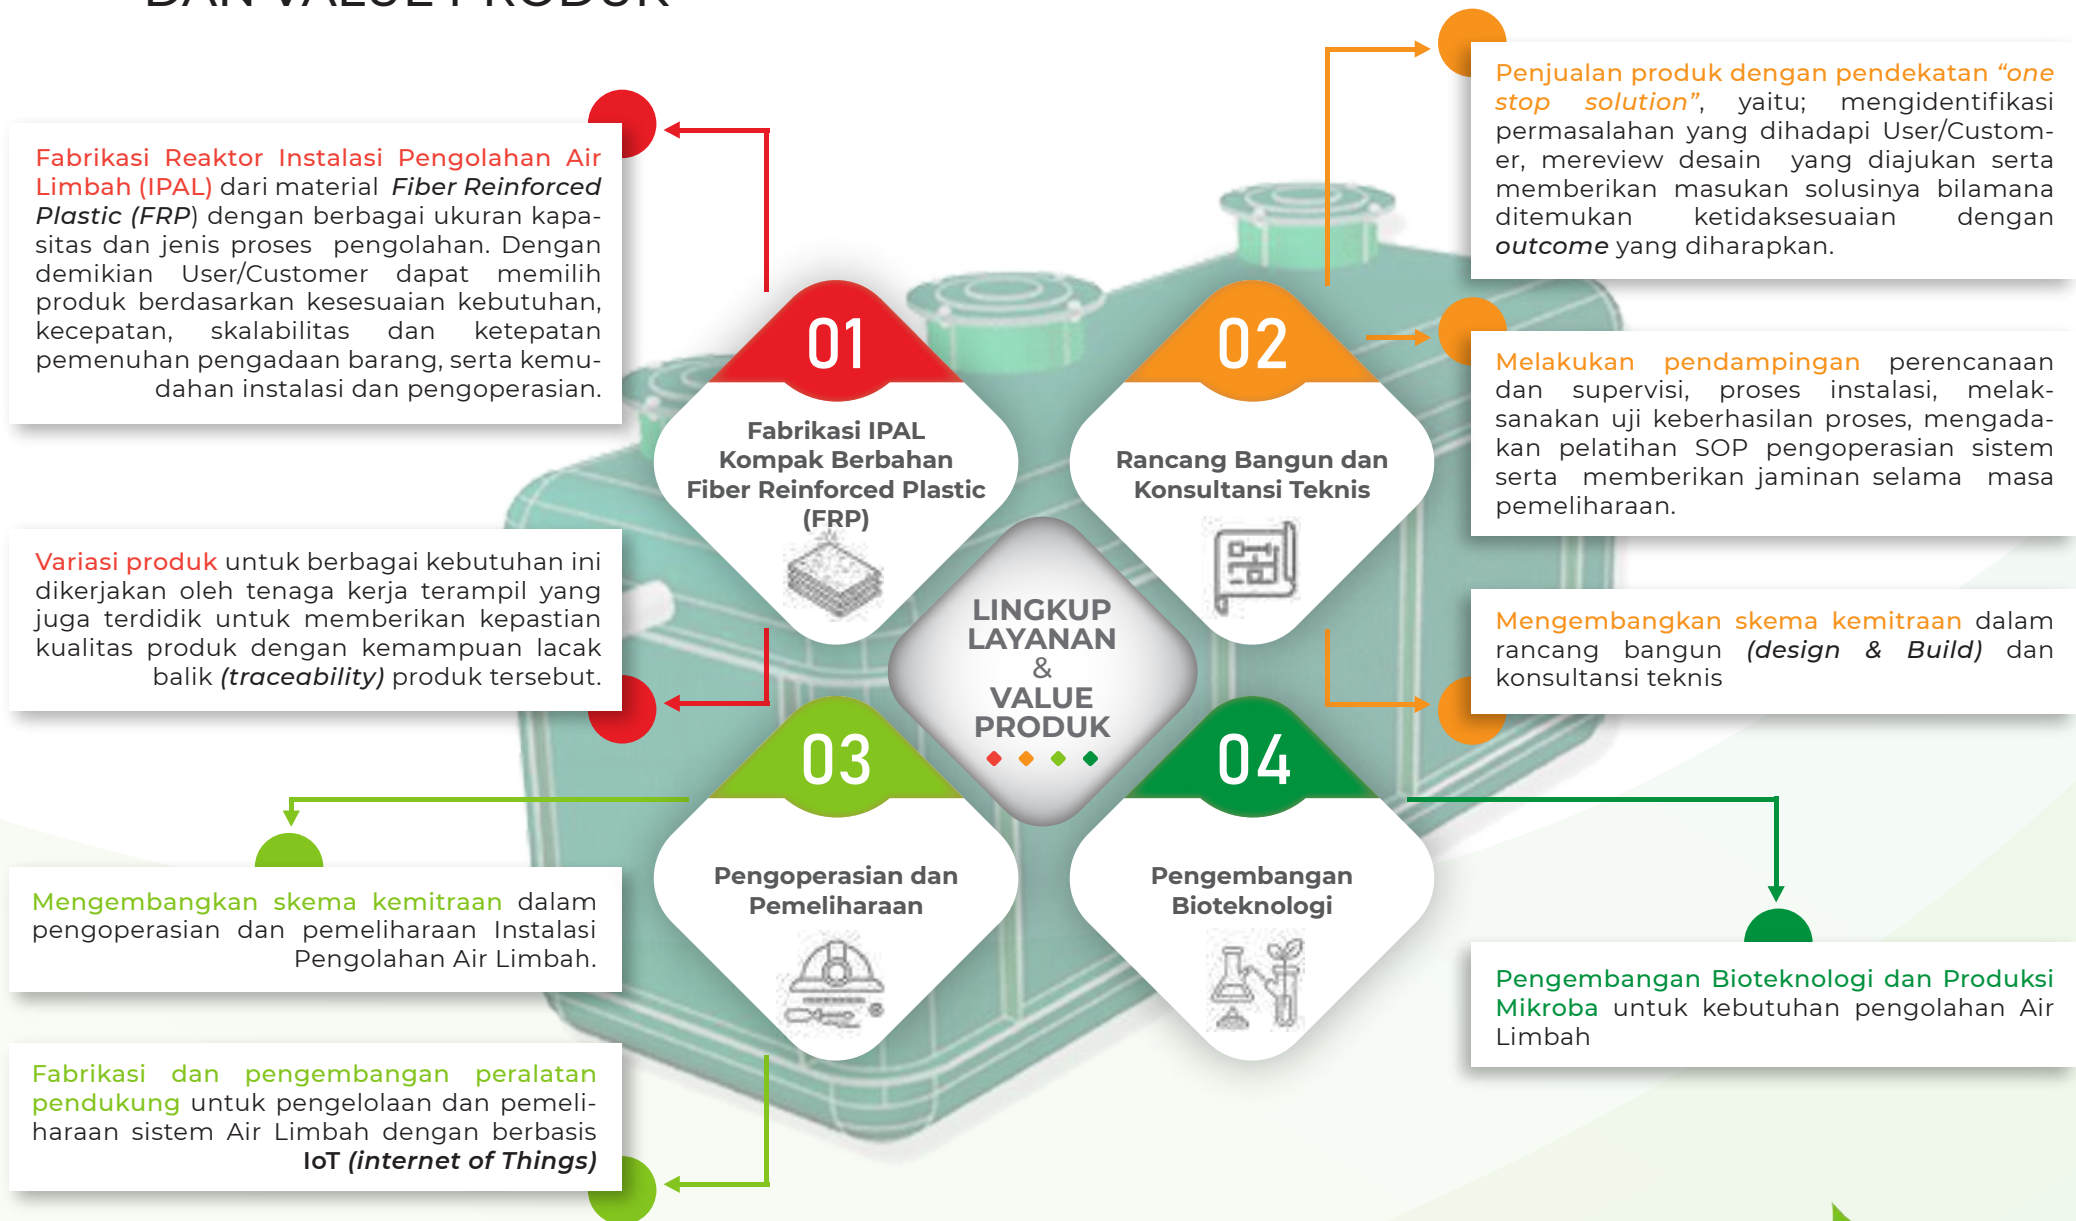 DAN VALUE PRODUK
Fabrikasi Reaktor Instalasi Pengolahan Air
Limbah (IPAL) dari material Fiber Reinforced
Plastic (FRP) dengan berbagai ukuran kapa-
sitas dan jenis proses pengolahan. Dengan
demikian User/Customer dapat memilih
produk berdasarkan kesesuaian kebutuhan,
kecepatan, skalabilitas dan ketepatan
pemenuhan pengadaan barang, serta kemu-
dahan instalasi dan pengoperasian.
Variasi produk untuk berbagai kebutuhan ini
dikerjakan oleh tenaga kerja terampil yang
juga terdidik untuk memberikan kepastian
kualitas produk dengan kemampuan lacak
balik (traceability) produk tersebut.
Mengembangkan skema kemitraan dalam
pengoperasian dan pemeliharaan Instalasi
Pengolahan Air Limbah.
Fabrikasi dan pengembangan peralatan
pendukung untuk pengelolaan dan pemeli-
haraan sistem Air Limbah dengan berbasis
IoT (internet of Things)
01
Fabrikasi IPAL
Kompak Berbahan
Fiber Reinforced Plastic
(FRP)
02
Rancang Bangun dan
Konsultansi Teknis
LINGKUP
LAYANAN
&
VALUE
PRODUK
03
Pengoperasian dan
Pemeliharaan
04
Pengembangan
Bioteknologi
Penjualan produk dengan pendekatan “one
stop solution”, yaitu; mengidentifikasi
permasalahan yang dihadapi User/Custom-
er, mereview desain yang diajukan serta
memberikan masukan solusinya bilamana
ditemukan ketidaksesuaian dengan
outcome yang diharapkan.
Melakukan pendampingan perencanaan
dan supervisi, proses instalasi, melak-
sanakan uji keberhasilan proses, mengada-
kan pelatihan SOP pengoperasian sistem
serta memberikan jaminan selama masa
pemeliharaan.
Mengembangkan skema kemitraan dalam
rancang bangun (design & Build) dan
konsultansi teknis
Pengembangan Bioteknologi dan Produksi
Mikroba untuk kebutuhan pengolahan Air
Limbah